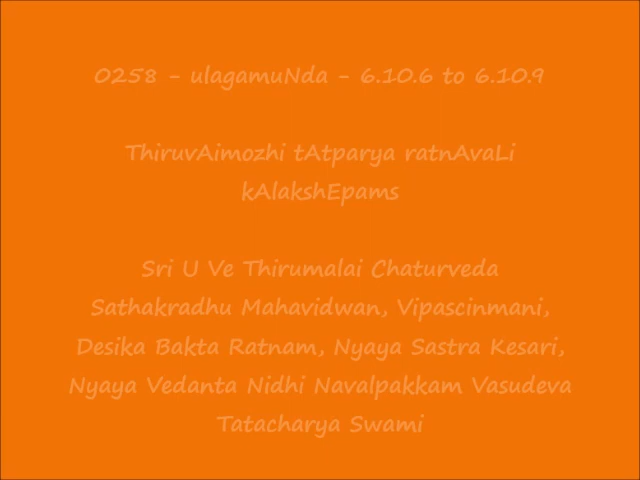 0258 - ulagamuNda - 6.10.6 to 6.10.9
ThiruvAimozhi tAtparya ratnAvaLi
kAlakshEpams
Sri U Ve Thirumalai Chaturveda
Sathakradhu Mahavidwan, Vipascinmani,
Desika Bakta Ratnam, Nyaya Sastra Kesari,
Nyaya Vedanta Nidhi Navalpakkam Vasudeva
Tatacharya Swami